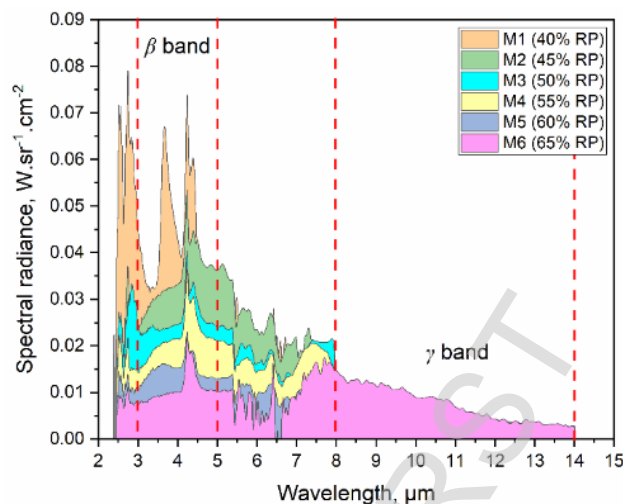 0.09
0.08
0.07
0.06
0.05
0.04
0.03
0.02
0.01
0.00
Spectral radiance, W.sr⁻¹.cm⁻²
β band
M1 (40% RP)
M2 (45% RP)
M3 (50% RP)
M4 (55% RP)
M5 (60% RP)
M6 (65% RP)
γ band
RST
2 3 4 5 6 7 8 9 10 11 12 13 14 15
Wavelength, μm